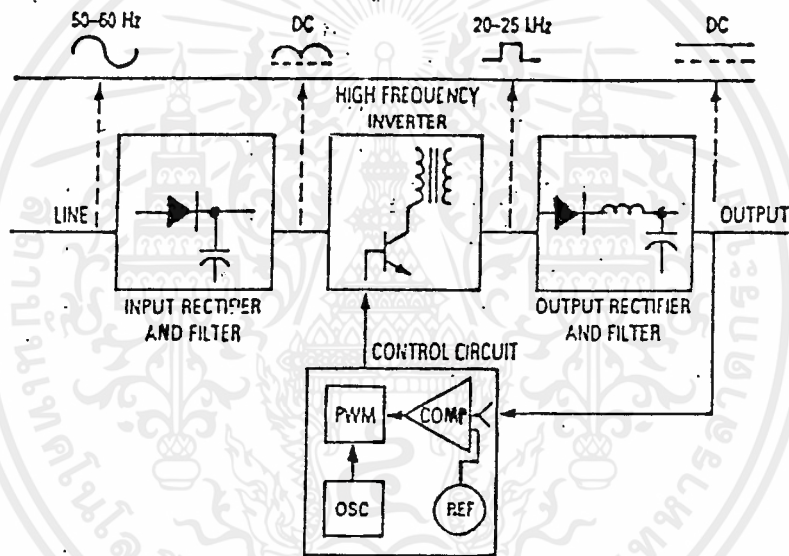 50-60 Hz
DC
20-25 kHz
DC
HIGH FREQUENCY
INVERTER
LINE
OUTPUT
INPUT RECTIFIER
AND FILTER
OUTPUT RECTIFIER
AND FILTER
CONTROL CIRCUIT
PWM
COMP
OSC
REF